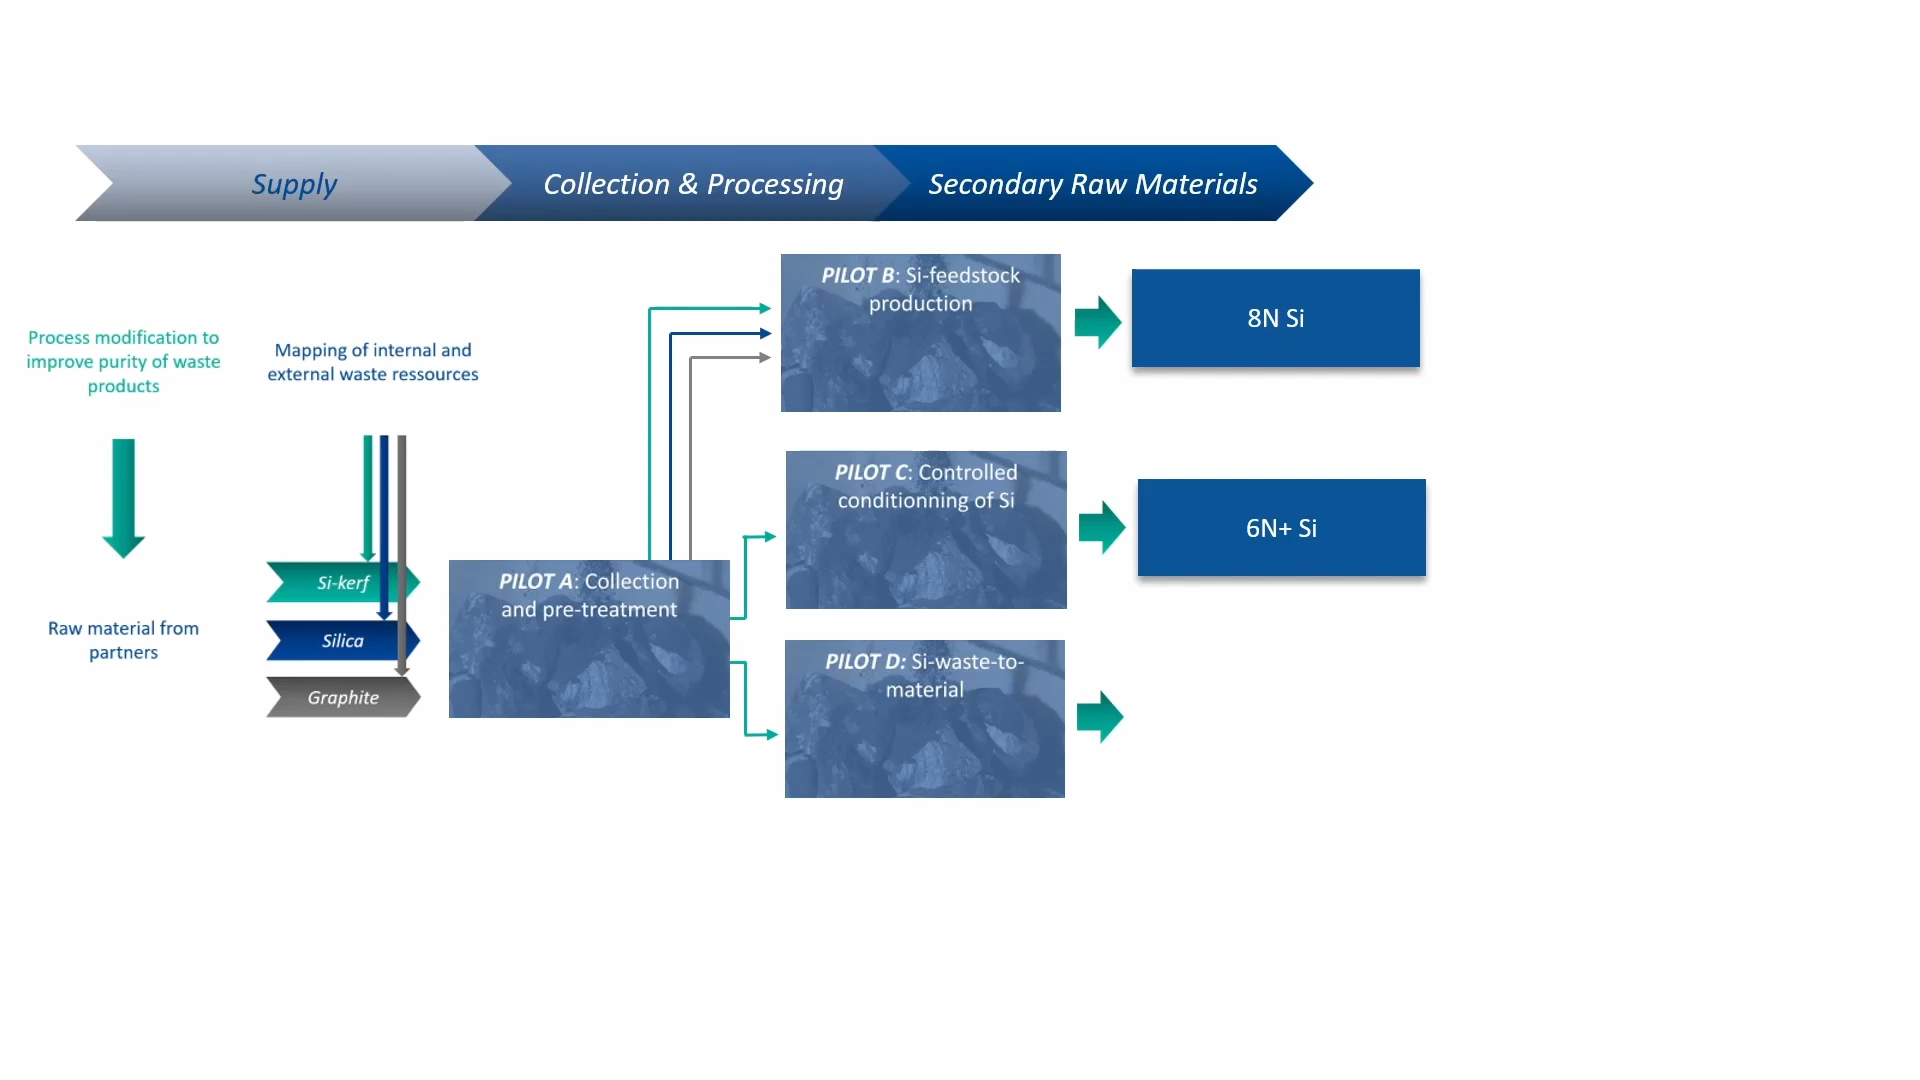 Supply
Collection & Processing
Secondary Raw Materials
Process modification to
improve purity of waste
products
Mapping of internal and
external waste ressources
Raw material from
partners
Si-kerf
Silica
Graphite
PILOT A: Collection
and pre-treatment
PILOT B: Si-feedstock
production
8N Si
PILOT C: Controlled
conditionning of Si
6N+ Si
PILOT D: Si-waste-to-
material